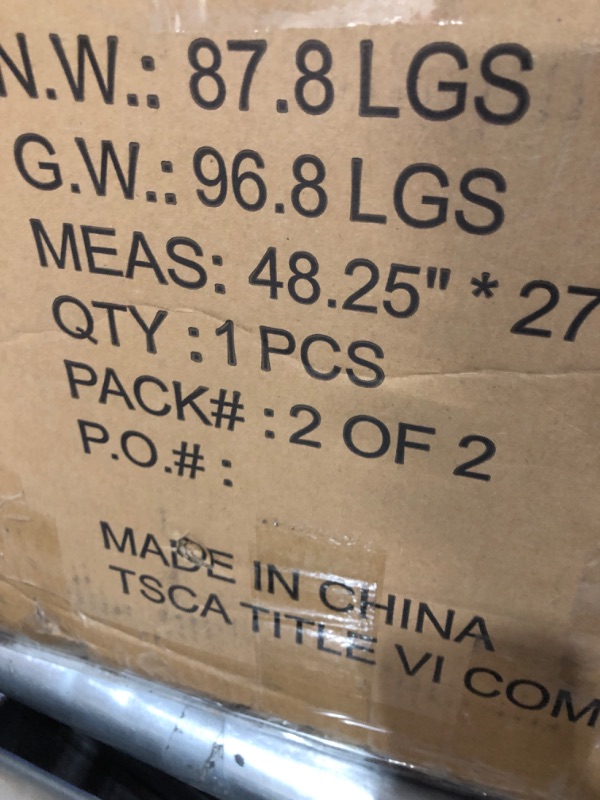 N.W.: 87.8 LGS
G.W.: 96.8 LGS
MEAS: 48.25" * 27
QTY :1 PCS
PACK# :2 OF 2
P.O.# :
MADE IN CHINA
TSCA TITLE VI COM